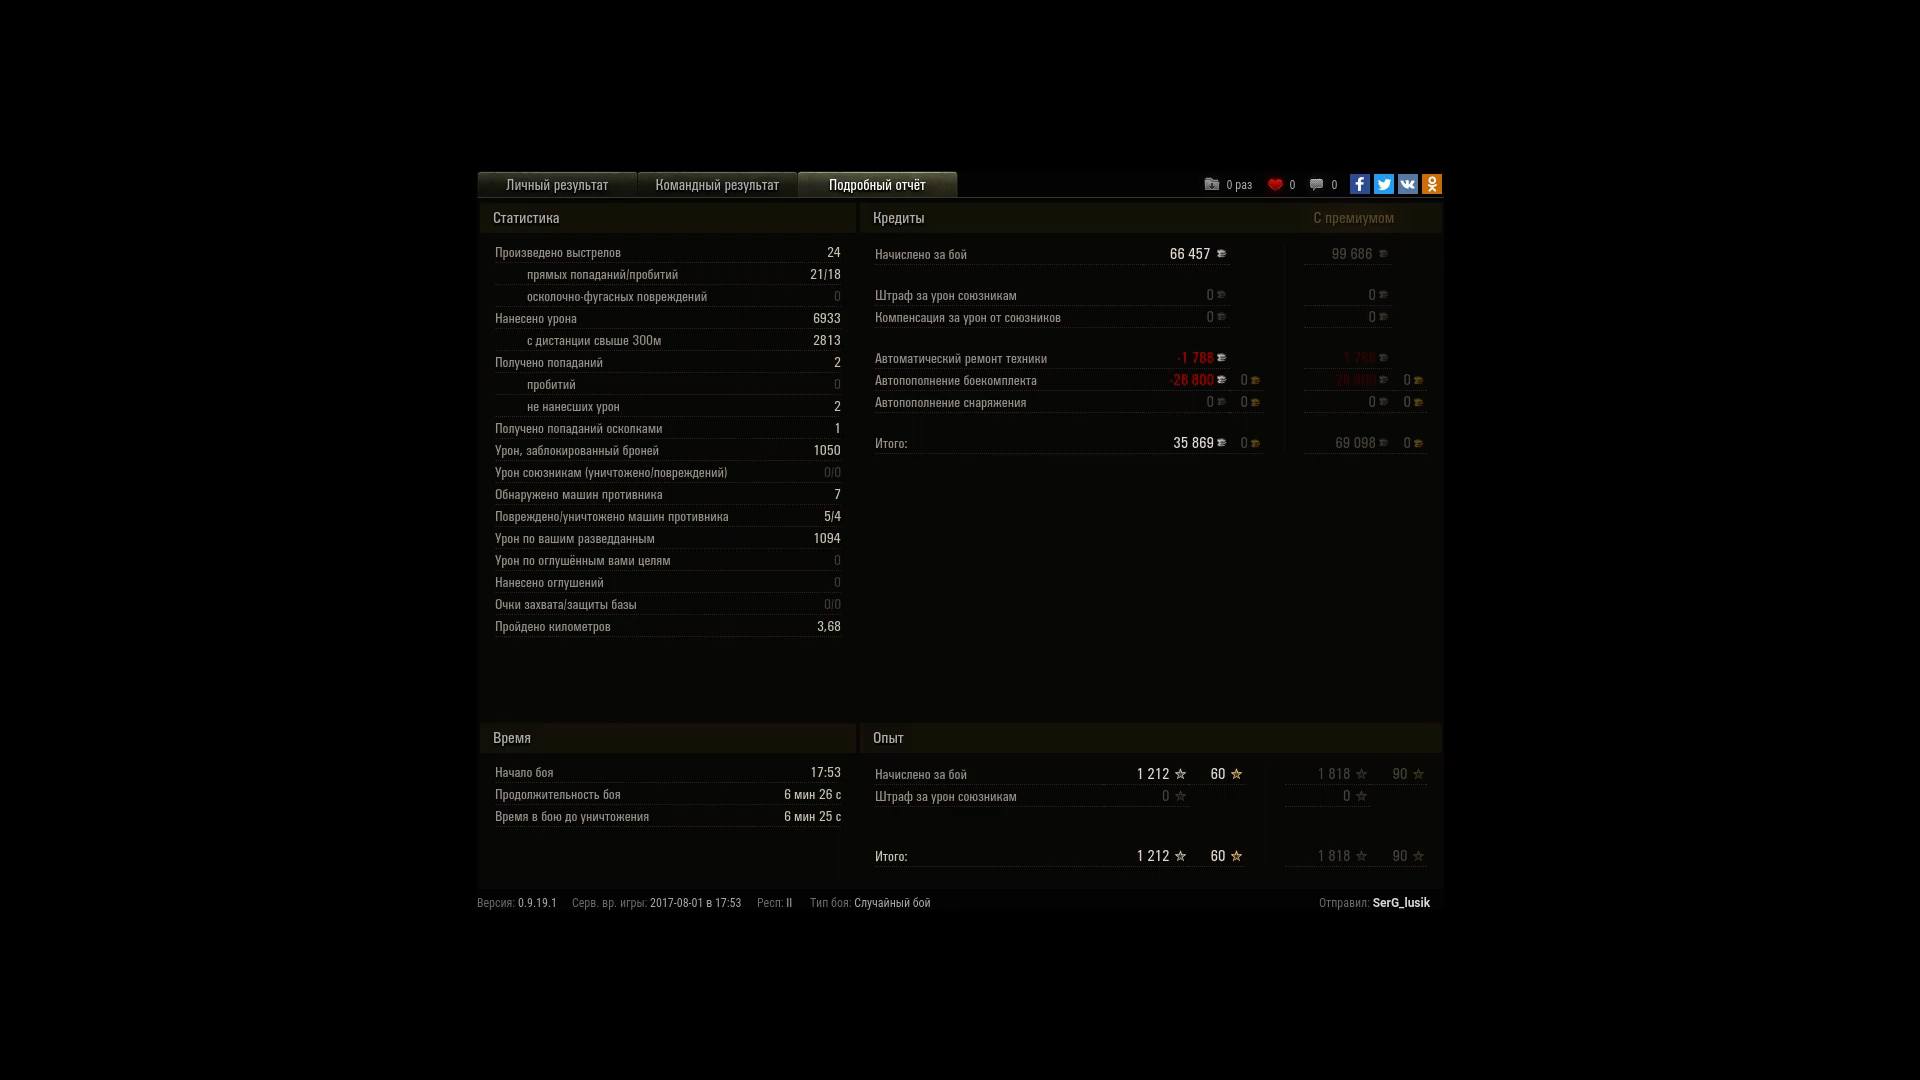 Личный результат Командный результат Подробный отчёт 0 раз 0 0
Статистика
Произведено выстрелов 24
прямых попаданий/пробитий 21/18
осколочно-фугасных повреждений 0
Нанесено урона 6933
с дистанции свыше 300м 2813
Получено попаданий 2
пробитий 0
не нанесших урон 2
Получено попаданий осколками 1
Урон, заблокированный броней 1050
Урон союзникам (уничтожено/повреждений) 0/0
Обнаружено машин противника 7
Повреждено/уничтожено машин противника 5/4
Урон по вашим разведданным 1094
Урон по оглушённым вами целям 0
Нанесено оглушений 0
Очки захвата/защиты базы 0/0
Пройдено километров 3,68
Кредиты С премиумом
Начислено за бой 66 457 99 686
Штраф за урон союзникам 0 0
Компенсация за урон от союзников 0 0
Автоматический ремонт техники -1 788 1 788
Автопополнение боекомплекта -28 800 0 28 800 0
Автопополнение снаряжения 0 0 0 0
Итого: 35 869 0 69 098 0
Время
Начало боя 17:53
Продолжительность боя 6 мин 26 с
Время в бою до уничтожения 6 мин 25 с
Опыт
Начислено за бой 1 212 60 1 818 90
Штраф за урон союзникам 0 0
Итого: 1 212 60 1 818 90
Версия: 0.9.19.1 Серв. вр. игры: 2017-08-01 в 17:53 Респ: II Тип боя: Случайный бой Отправил: SerG_lusik